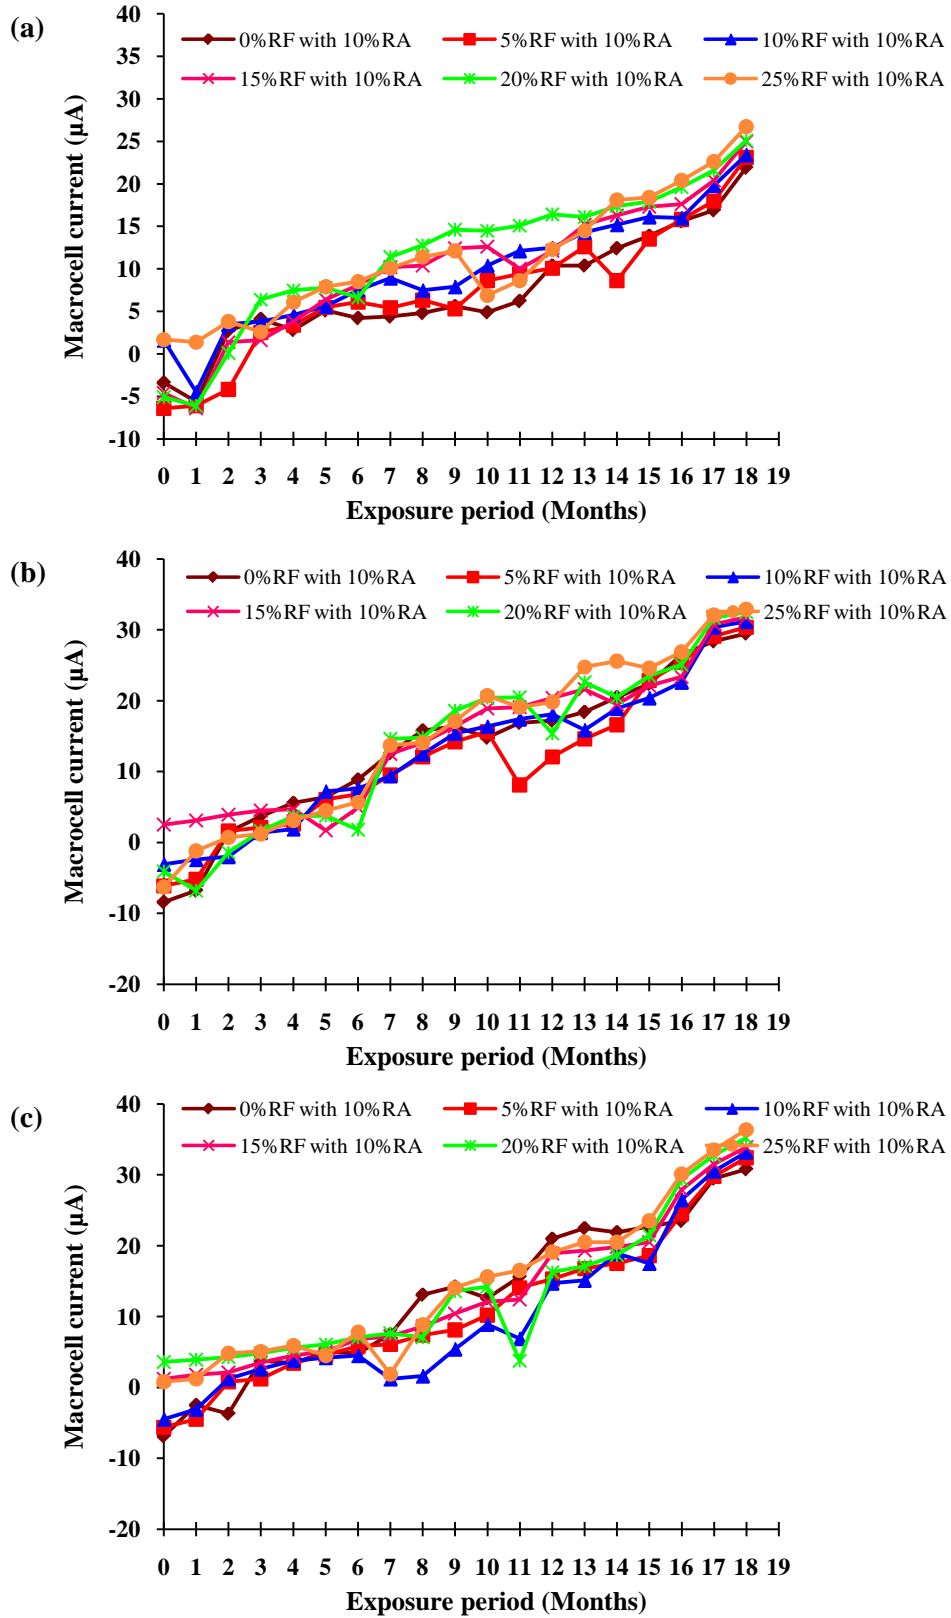 (a)
40
35
30
25
20
15
10
5
0
-5
-10
Macrocell current (µA)
0%RF with 10%RA 5%RF with 10%RA 10%RF with 10%RA
15%RF with 10%RA 20%RF with 10%RA 25%RF with 10%RA
0 1 2 3 4 5 6 7 8 9 10 11 12 13 14 15 16 17 18 19
Exposure period (Months)
(b)
40
30
20
10
0
-10
-20
Macrocell current (µA)
0%RF with 10%RA 5%RF with 10%RA 10%RF with 10%RA
15%RF with 10%RA 20%RF with 10%RA 25%RF with 10%RA
0 1 2 3 4 5 6 7 8 9 10 11 12 13 14 15 16 17 18 19
Exposure period (Months)
(c)
40
30
20
10
0
-10
-20
Macrocell current (µA)
0%RF with 10%RA 5%RF with 10%RA 10%RF with 10%RA
15%RF with 10%RA 20%RF with 10%RA 25%RF with 10%RA
0 1 2 3 4 5 6 7 8 9 10 11 12 13 14 15 16 17 18 19
Exposure period (Months)